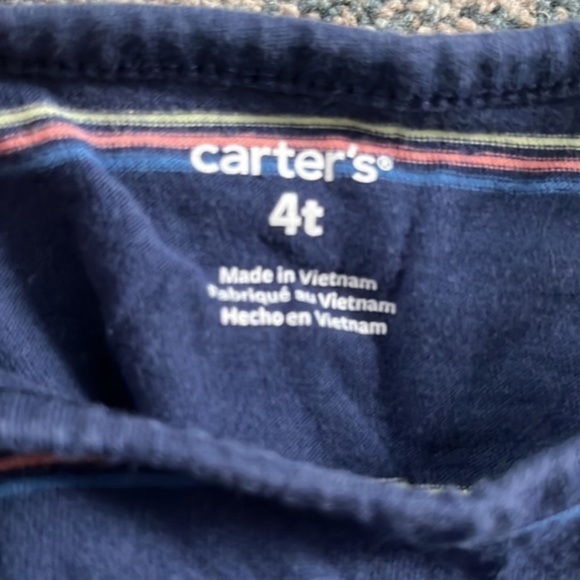 carter's®
4t
Made in Vietnam
Fabriqué au Vietnam
Hecho en Vietnam